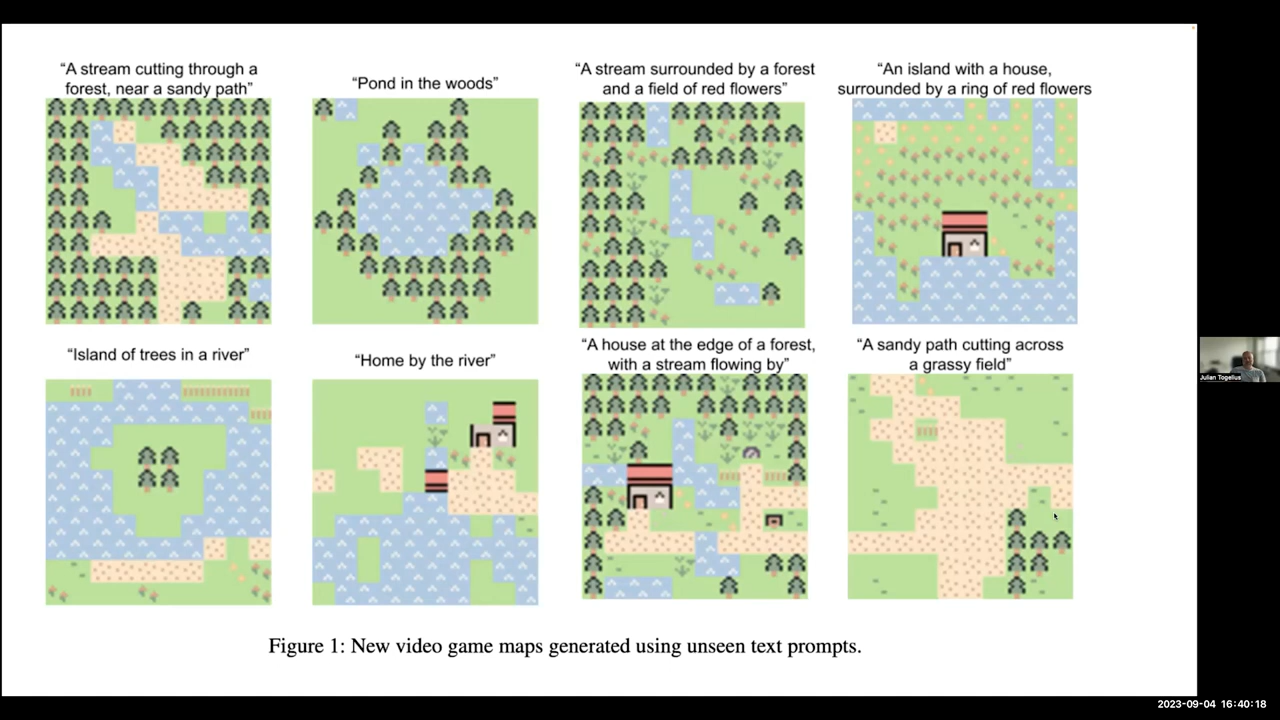 “A stream cutting through a
forest, near a sandy path”
“Pond in the woods”
“A stream surrounded by a forest
and a field of red flowers”
“An island with a house,
surrounded by a ring of red flowers
“Island of trees in a river”
“Home by the river”
“A house at the edge of a forest,
with a stream flowing by”
“A sandy path cutting across
a grassy field”
Figure 1: New video game maps generated using unseen text prompts.
Julian Togelius
2023-09-04 16:40:18